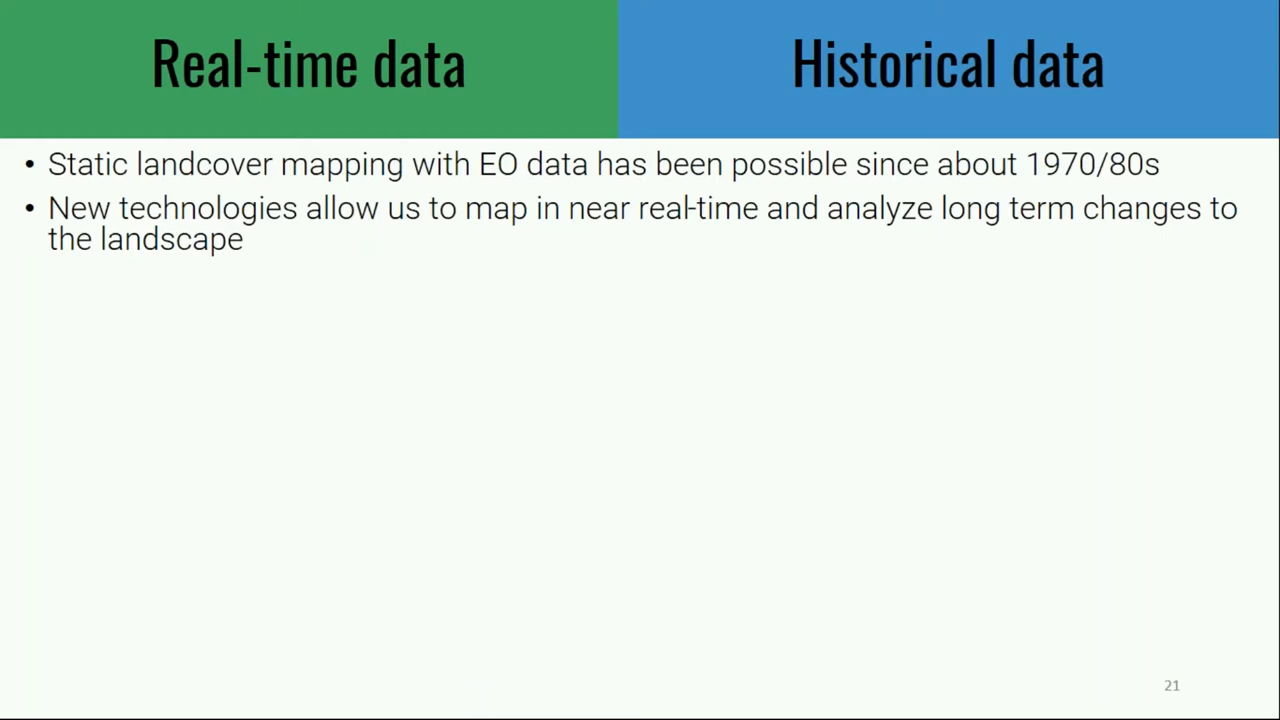 Real-time data
Historical data
• Static landcover mapping with EO data has been possible since about 1970/80s
• New technologies allow us to map in near real-time and analyze long term changes to
the landscape
21